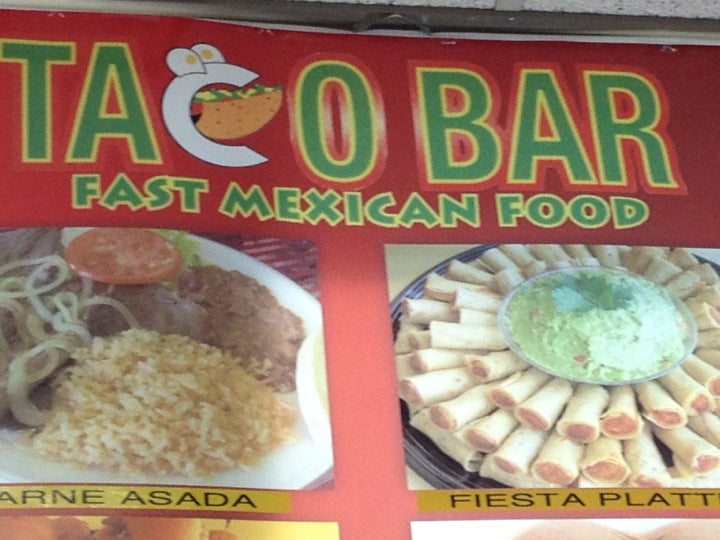 TACO BAR
FAST MEXICAN FOOD
ARNE ASADA
FIESTA PLATT